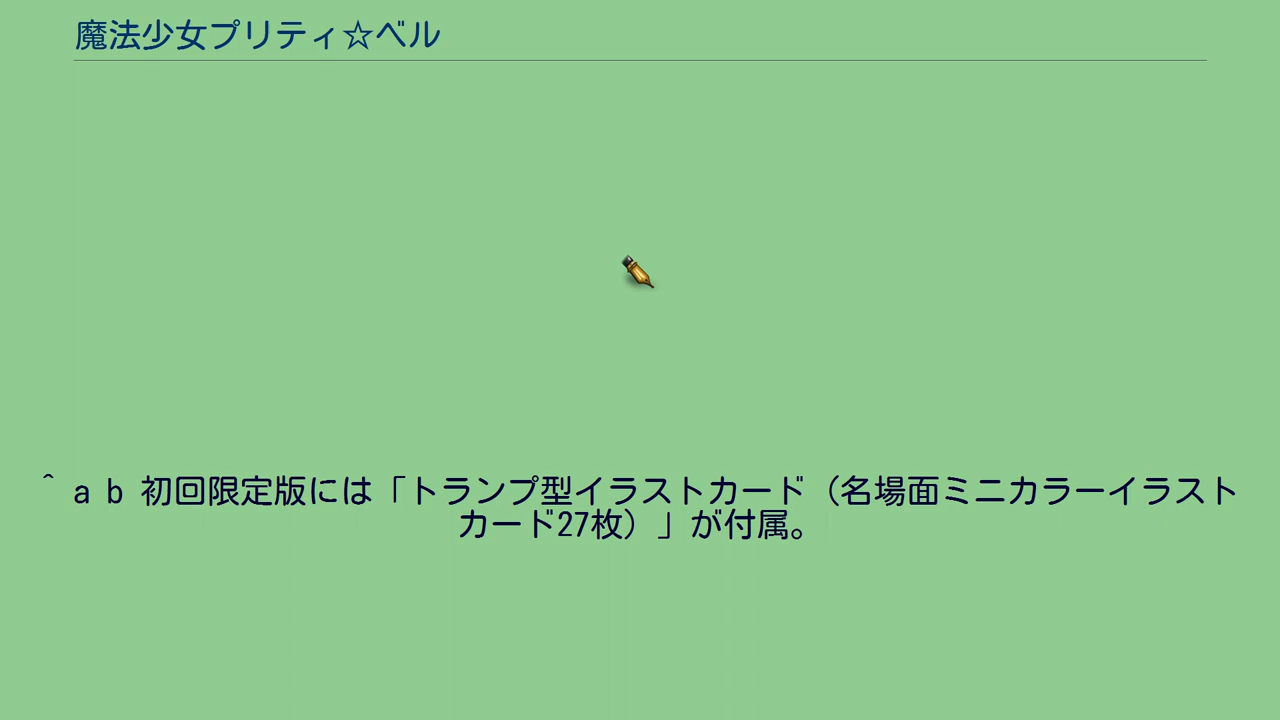 魔法少女プリティ☆ベル
^ a b 初回限定版には「トランプ型イラストカード（名場面ミニカラーイラスト
カード27枚）」が付属。